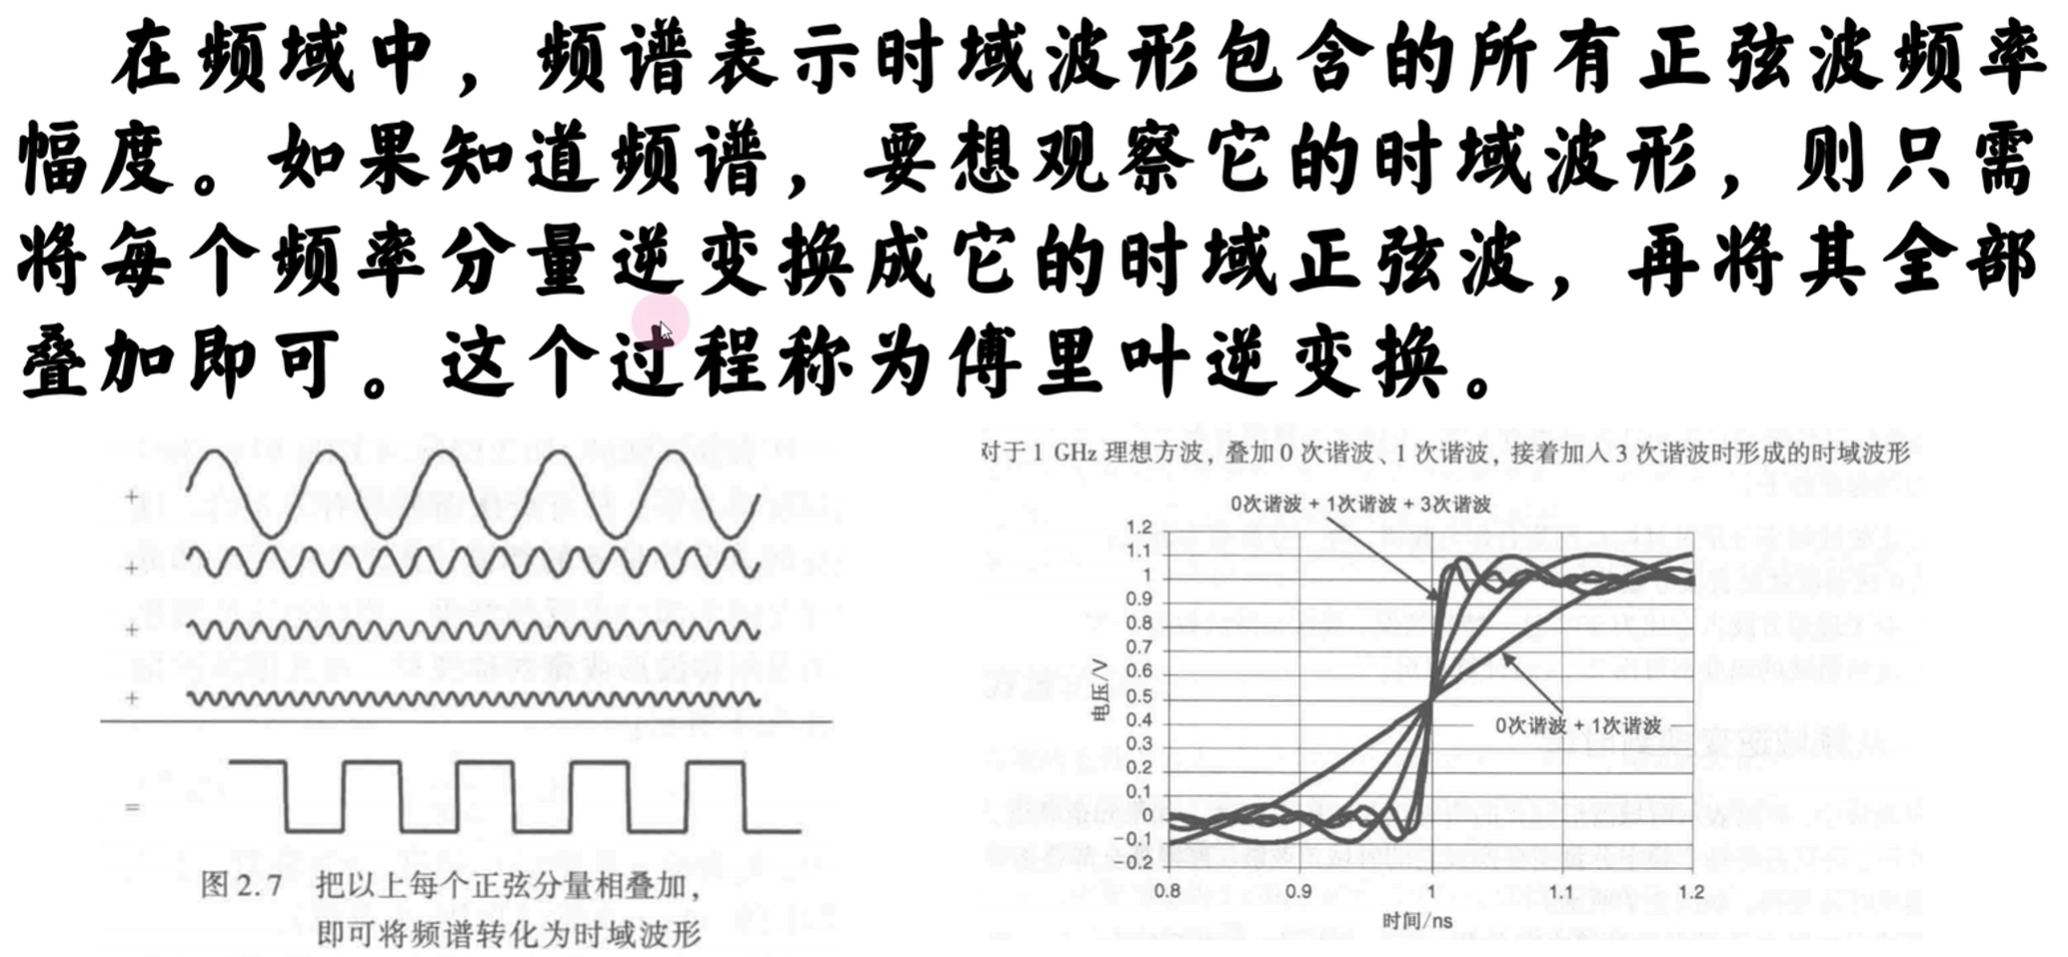 在频域中，频谱表示时域波形包含的所有正弦波频率
幅度。如果知道频谱，要想观察它的时域波形，则只需
将每个频率分量逆变换成它的时域正弦波，再将其全部
叠加即可。这个过程称为傅里叶逆变换。
+
+
+
+
=
图2.7 把以上每个正弦分量相叠加，
即可将频谱转化为时域波形
对于 1 GHz 理想方波，叠加 0 次谐波、1 次谐波，接着加入 3 次谐波时形成的时域波形
0次谐波 + 1次谐波 + 3次谐波
1.2
1.1
1
0.9
0.8
0.7
0.6
0.5
0.4
0.3
0.2
0.1
0
-0.1
-0.2
电压/V
0次谐波 + 1次谐波
0.8 0.9 1 1.1 1.2
时间/ns